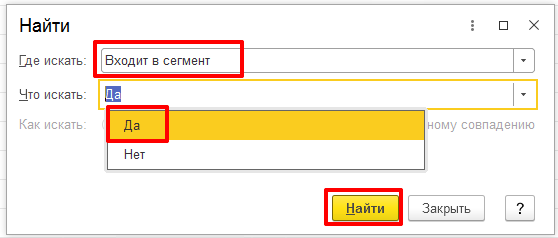 Найти
Где искать: Входит в сегмент
Что искать: Да
Как искать: ному совпадению
Да
Нет
Найти Закрыть ?